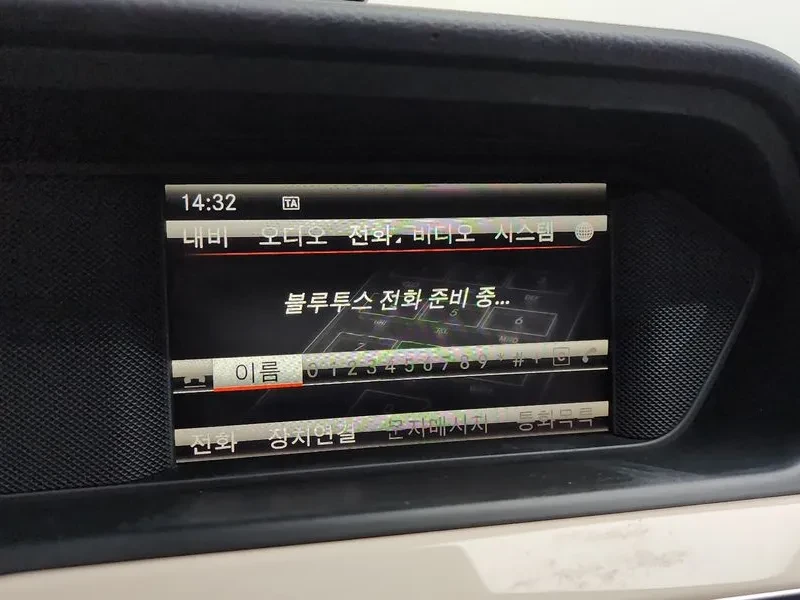 14:32 TA
내비 오디오 전화 비디오 시스템
블루투스 전화 준비 중...
이름 0 1 2 3 4 5 6 7 8 9 * # + C
전화 장치연결 문자메시지 통화목록